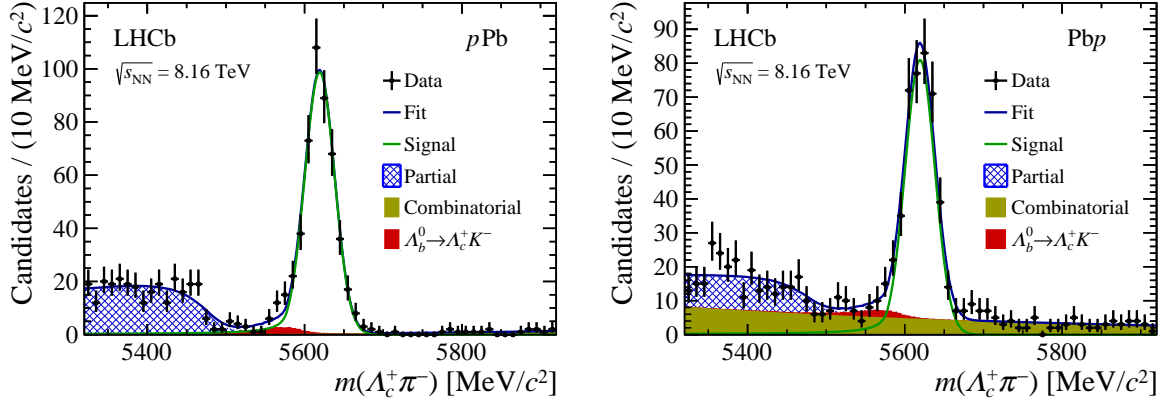 LHCb
pPb
√sNN = 8.16 TeV
Data
Fit
Signal
Partial
Combinatorial
Λb0→Λc+K−
Candidates / (10 MeV/c2)
0
20
40
60
80
100
120
5400
5600
5800
m(Λc+π−) [MeV/c2]
LHCb
Pbp
√sNN = 8.16 TeV
Data
Fit
Signal
Partial
Combinatorial
Λb0→Λc+K−
Candidates / (10 MeV/c2)
0
10
20
30
40
50
60
70
80
90
5400
5600
5800
m(Λc+π−) [MeV/c2]